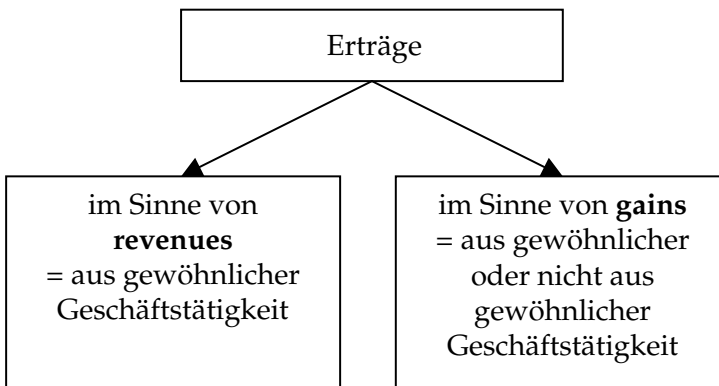 Erträge
im Sinne von
revenues
= aus gewöhnlicher
Geschäftstätigkeit
im Sinne von gains
= aus gewöhnlicher
oder nicht aus
gewöhnlicher
Geschäftstätigkeit